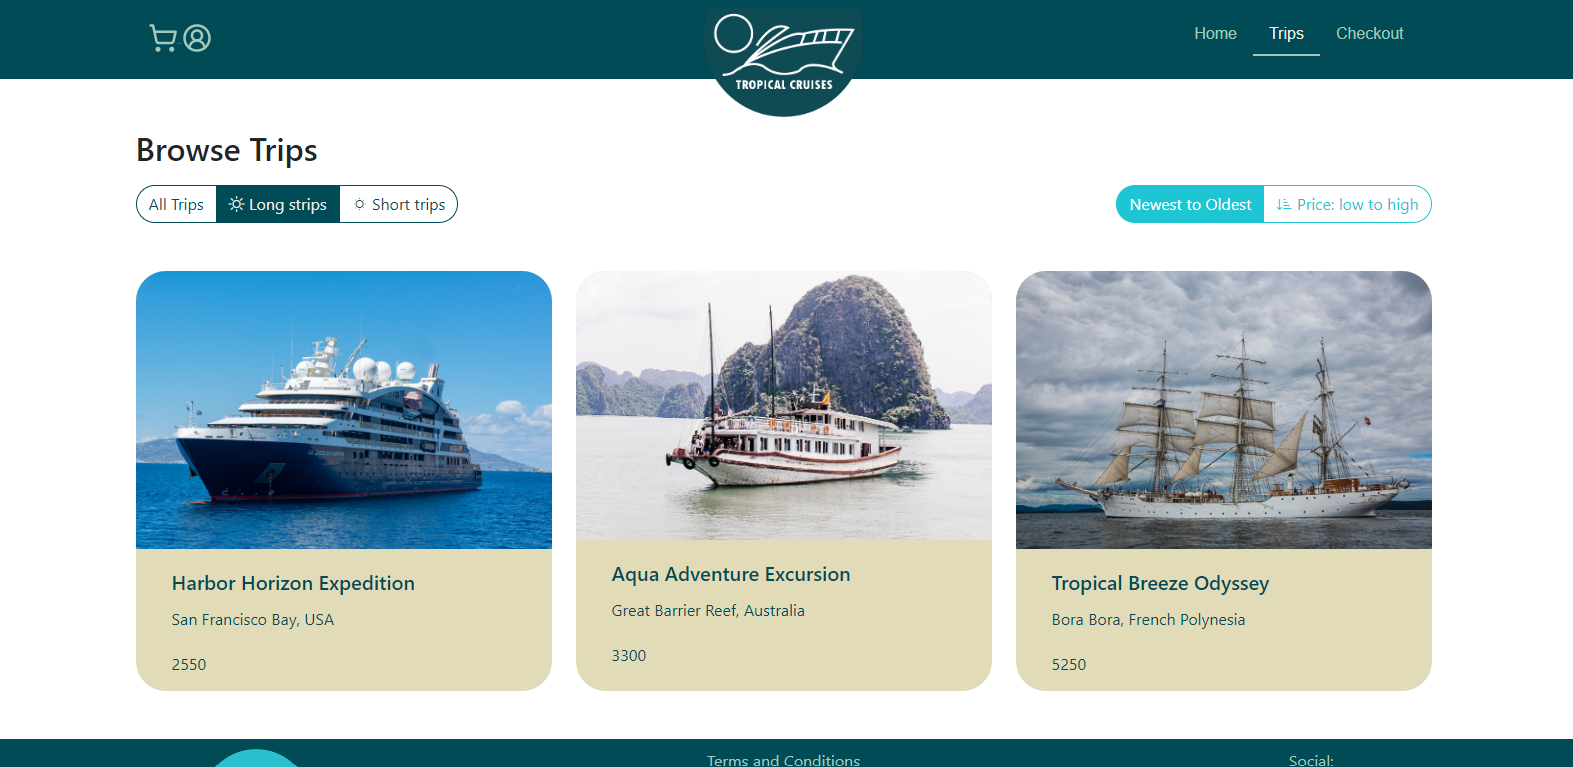 TROPICAL CRUISES
Home Trips Checkout
Browse Trips
All Trips Long strips Short trips
Newest to Oldest Price: low to high
Harbor Horizon Expedition
San Francisco Bay, USA
2550
Aqua Adventure Excursion
Great Barrier Reef, Australia
3300
Tropical Breeze Odyssey
Bora Bora, French Polynesia
5250
Terms and Conditions
Social: